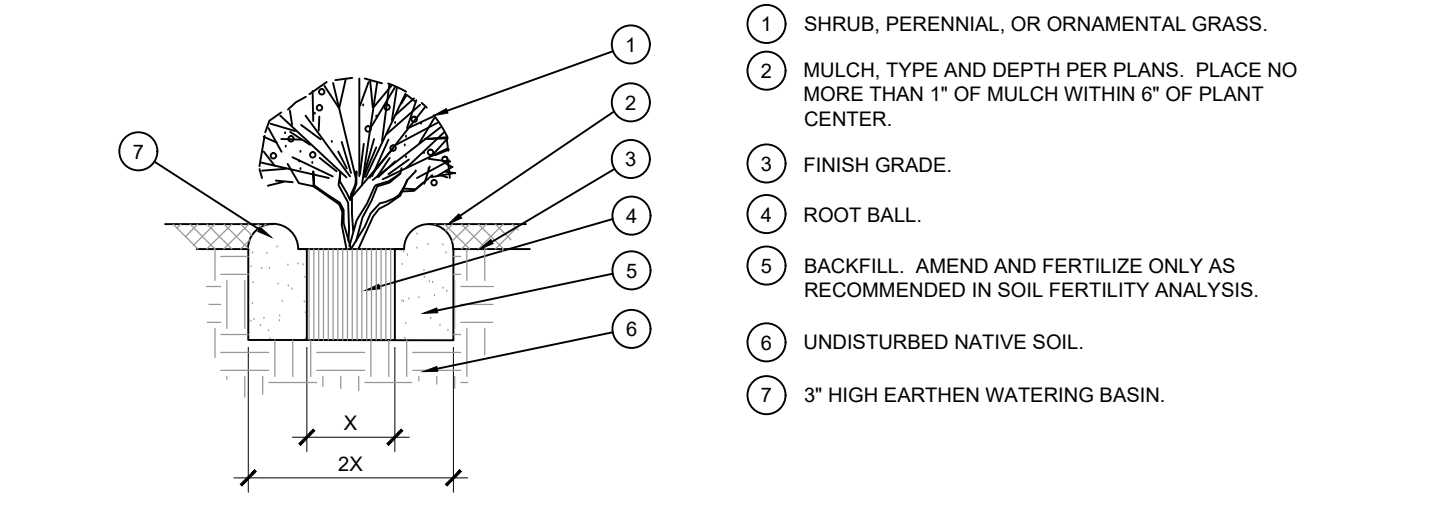 1
2
3
4
5
6
7
X
2X
1 SHRUB, PERENNIAL, OR ORNAMENTAL GRASS.
2 MULCH, TYPE AND DEPTH PER PLANS. PLACE NO
MORE THAN 1" OF MULCH WITHIN 6" OF PLANT
CENTER.
3 FINISH GRADE.
4 ROOT BALL.
5 BACKFILL. AMEND AND FERTILIZE ONLY AS
RECOMMENDED IN SOIL FERTILITY ANALYSIS.
6 UNDISTURBED NATIVE SOIL.
7 3" HIGH EARTHEN WATERING BASIN.